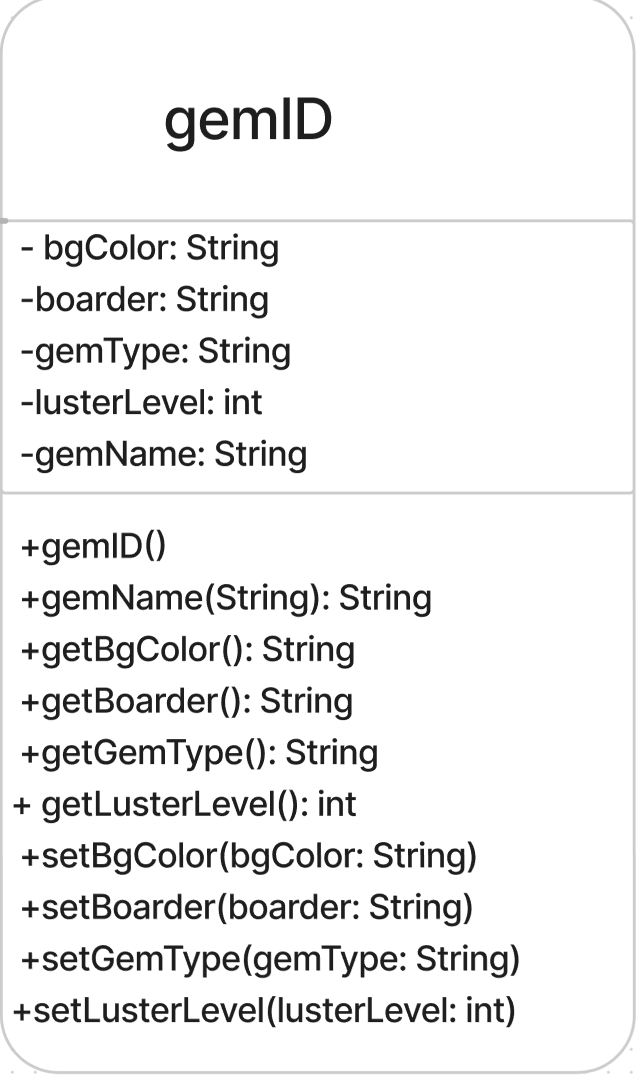 gemID
- bgColor: String
-boarder: String
-gemType: String
-lusterLevel: int
-gemName: String
+gemID()
+gemName(String): String
+getBgColor(): String
+getBoarder(): String
+getGemType(): String
+ getLusterLevel(): int
+setBgColor(bgColor: String)
+setBoarder(boarder: String)
+setGemType(gemType: String)
+setLusterLevel(lusterLevel: int)